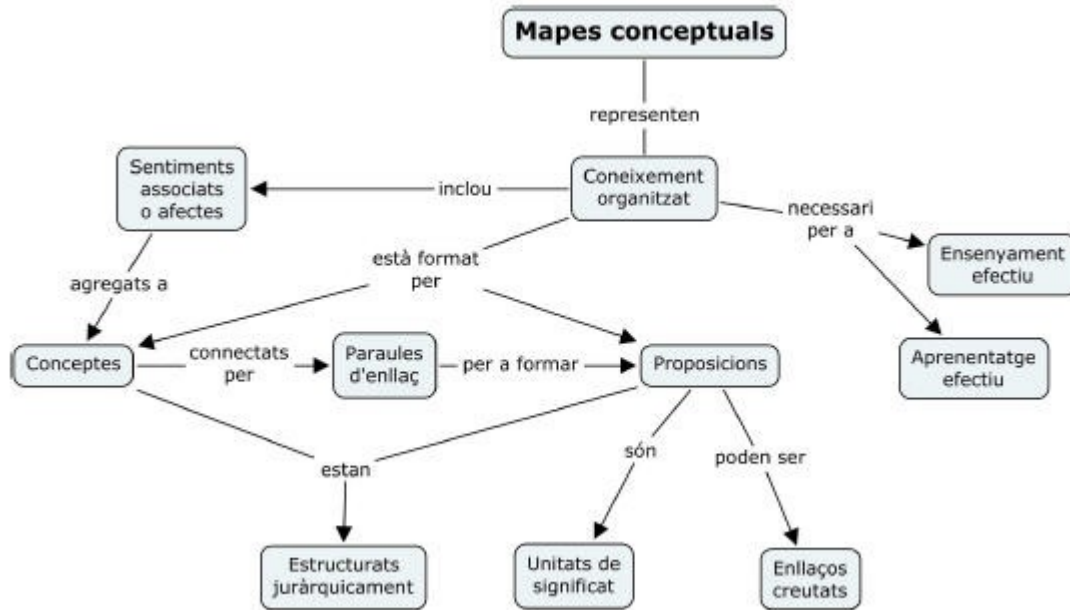 Mapes conceptuals
representen
Sentiments
associats
o afectes
inclou
Coneixement
organitzat
necessari
per a
Ensenyament
efectiu
està format
per
agregats a
Conceptes
connectats
per
Paraules
d'enllaç
per a formar
Proposicions
Aprenentatge
efectiu
estan
són
poden ser
Estructurats
juràrquicament
Unitats de
significat
Enllaços
creutats